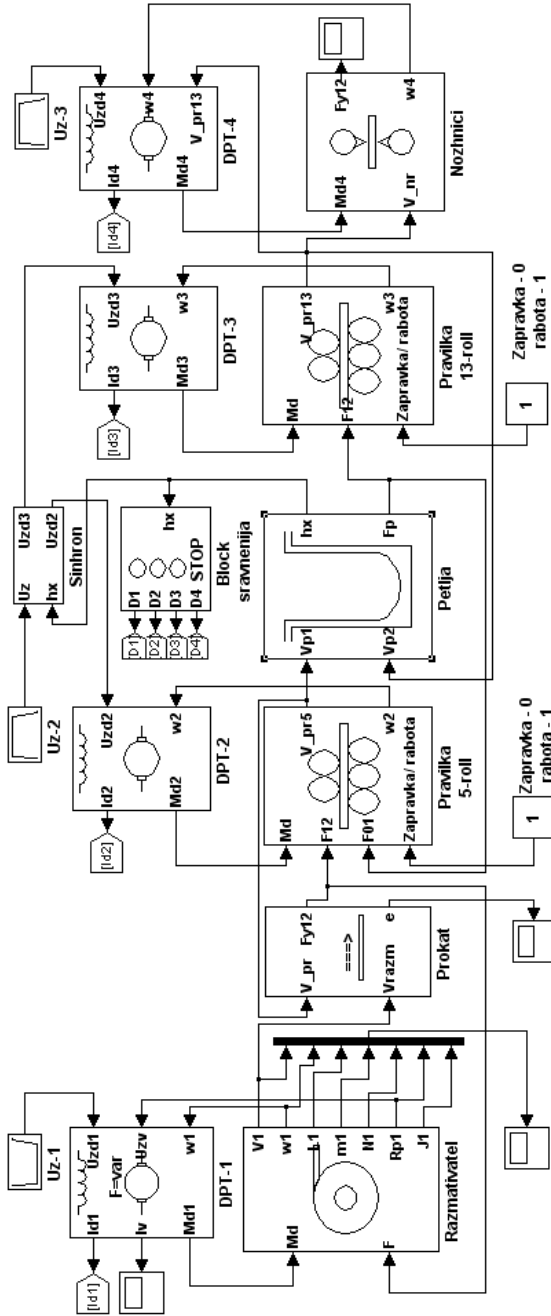 Uz-1
Id1
Uzd1
F=var
Iv
Uzv
Md1
w1
DPT-1
[Id1]
Md
F
V1
w1
L1
m1
N1
Rp1
J1
Razmativatel
V_pr
Fy12
===>
Vrazm
e
Prokat
Uz-2
[Id2]
Id2
Uzd2
Md2
w2
DPT-2
Md
V_pr5
F12
F01
w2
Zapravka/ rabota
Pravilka
5-roll
1
Zapravka - 0
rabota - 1
Uz
Uzd3
hx
Uzd2
Sinhron
D1
hx
D2
D3
D4
STOP
Block
sravnenija
[D1]
[D2]
[D3]
[D4]
Vp1
hx
Vp2
Fp
Petlja
[Id3]
Id3
Uzd3
Md3
w3
DPT-3
Md
V_pr13
F12
w3
Zapravka/ rabota
Pravilka
13-roll
1
Zapravka - 0
rabota - 1
Uz-3
[Id4]
Id4
Uzd4
w4
Md4
V_pr13
DPT-4
Md4
Fy12
V_nr
w4
Nozhnici